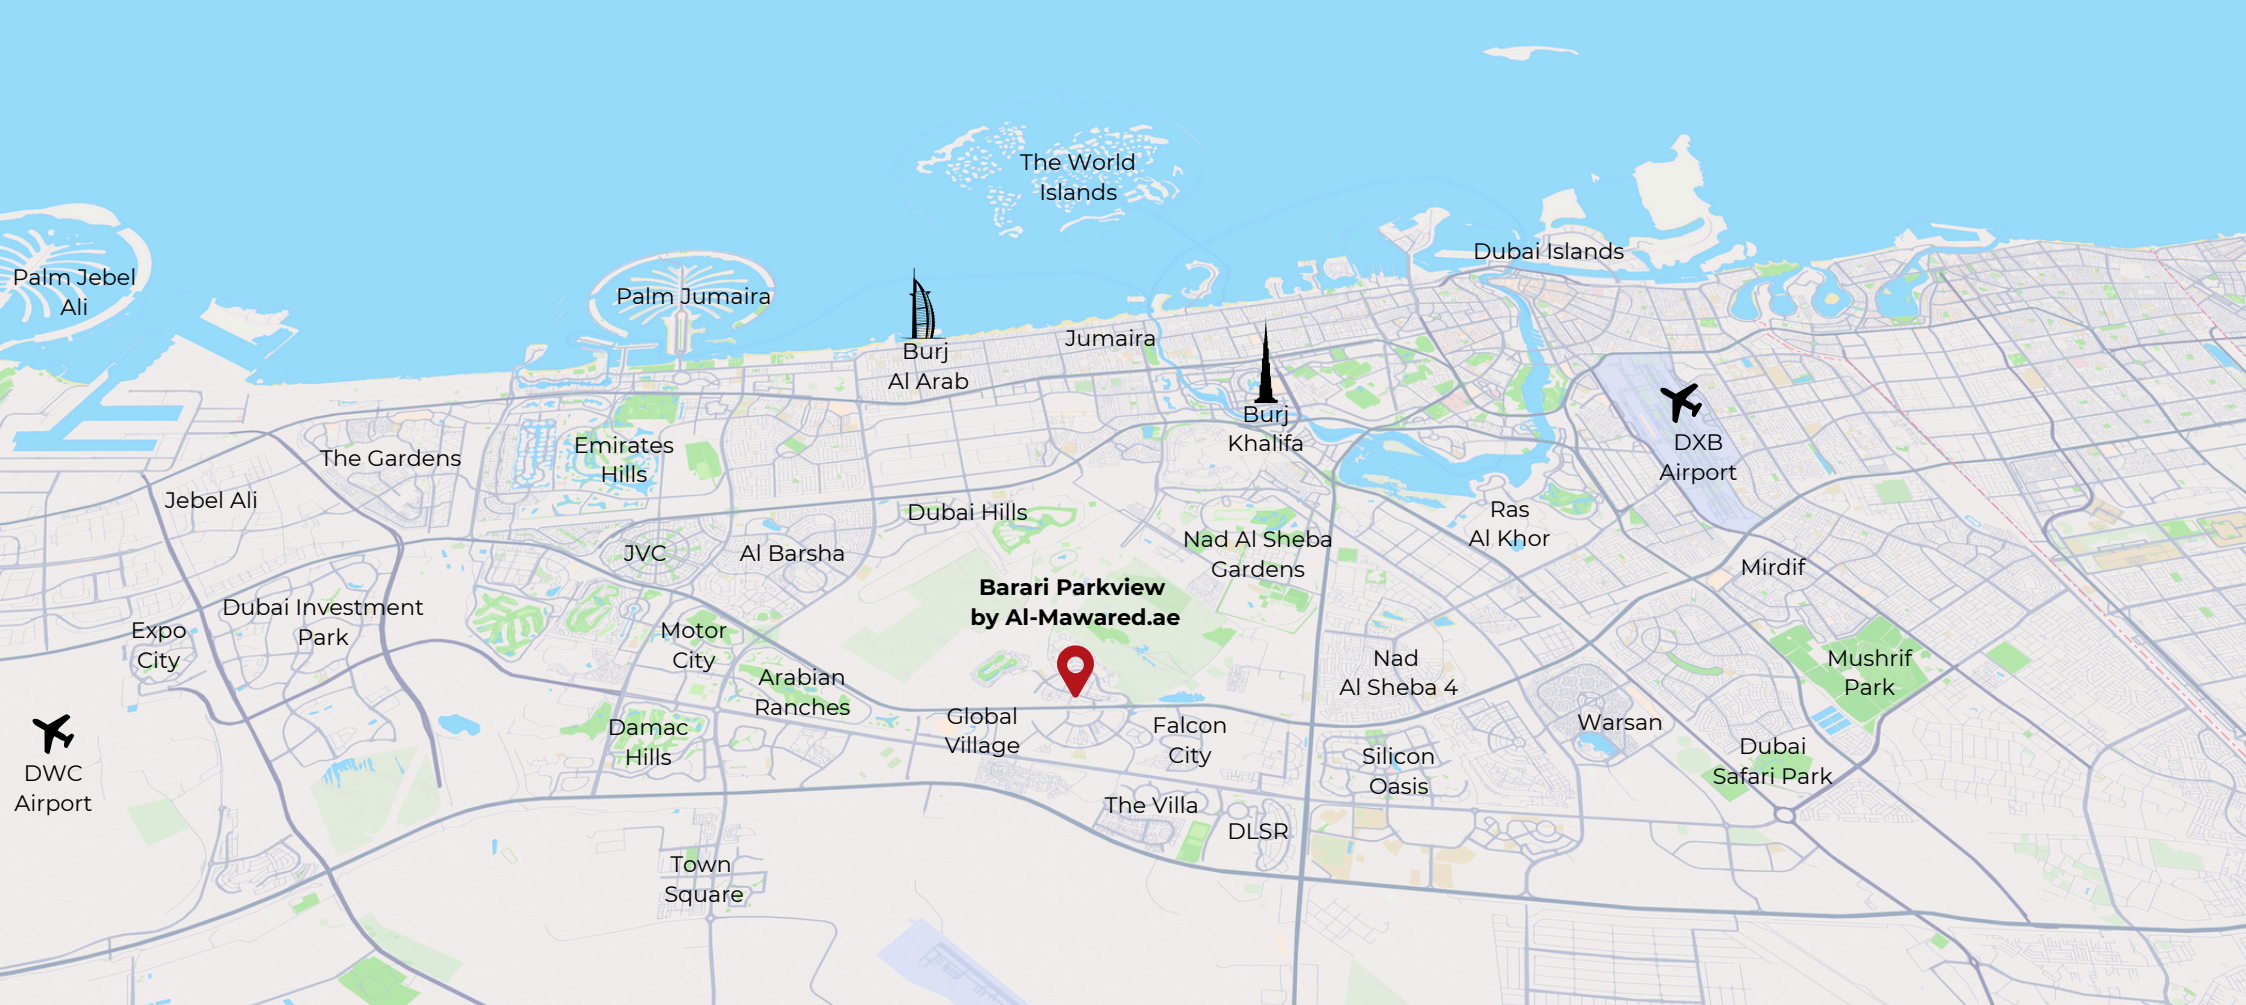 The World
Islands
Dubai Islands
Palm Jebel
Ali
Palm Jumaira
Jumaira
Burj
Al Arab
Burj
Khalifa
DXB
Airport
The Gardens
Emirates
Hills
Jebel Ali
Dubai Hills
Ras
Al Khor
JVC
Al Barsha
Nad Al Sheba
Gardens
Mirdif
Barari Parkview
by Al-Mawared.ae
Dubai Investment
Park
Expo
City
Motor
City
Arabian
Ranches
Nad
Al Sheba 4
Mushrif
Park
Global
Village
Falcon
City
Warsan
Damac
Hills
Silicon
Oasis
Dubai
Safari Park
DWC
Airport
The Villa
DLSR
Town
Square